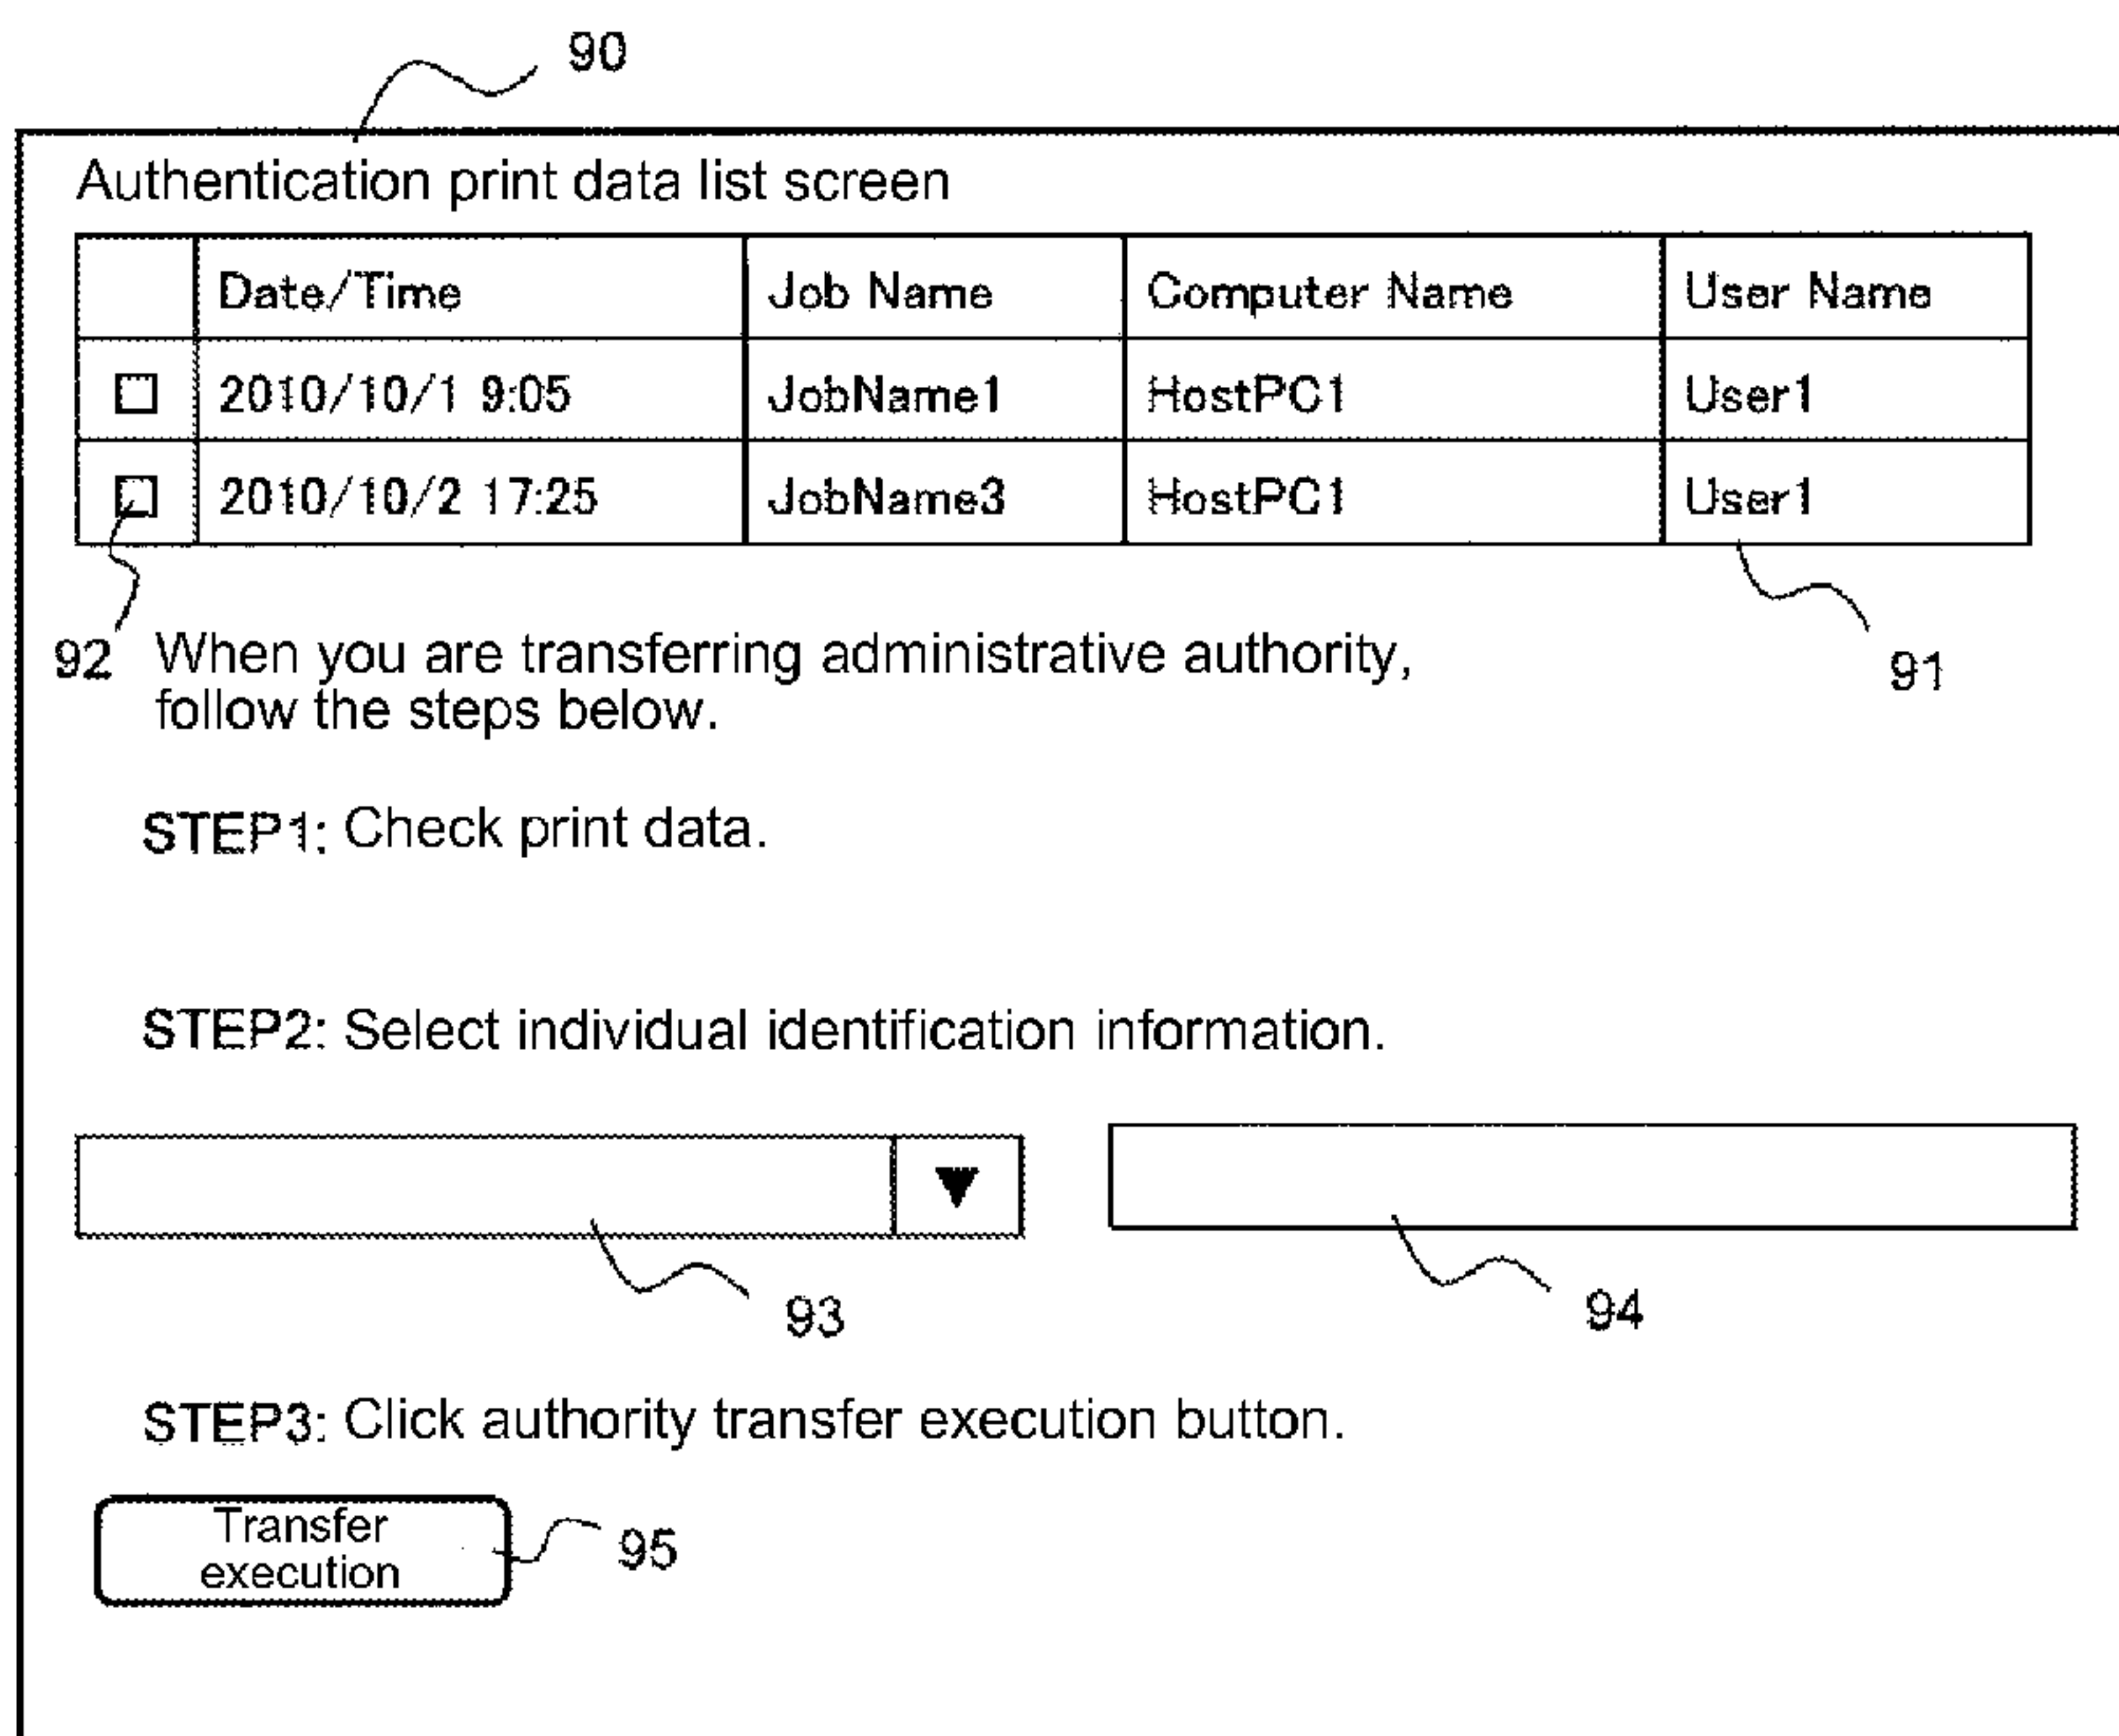 90
Authentication print data list screen
Date/Time Job Name Computer Name User Name
2010/10/1 9:05 JobName1 HostPC1 User1
2010/10/2 17:25 JobName3 HostPC1 User1
92 When you are transferring administrative authority,
follow the steps below.
91
STEP1: Check print data.
STEP2: Select individual identification information.
93
94
STEP3: Click authority transfer execution button.
Transfer
execution
95